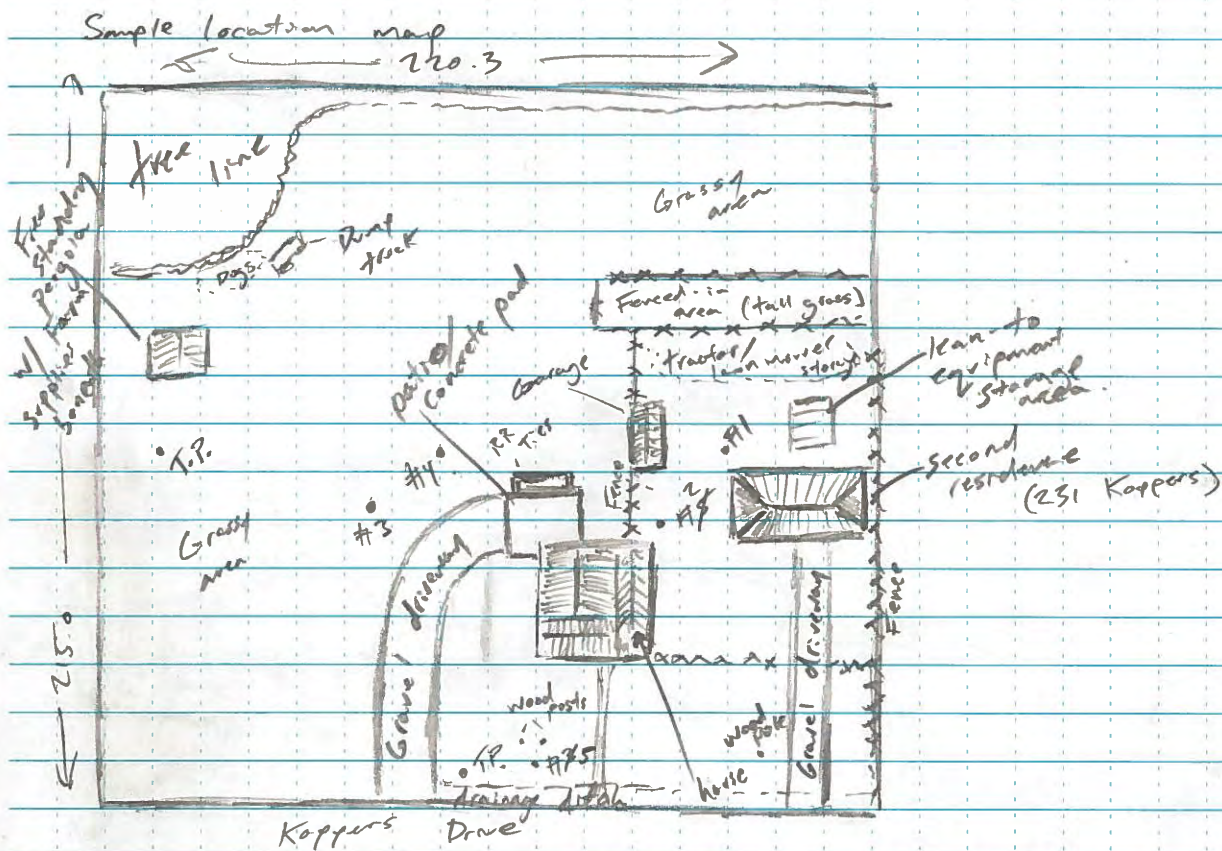 Sample location map
220.3
tree line
Grassy
area
Free
standing
pergola
w/ Farm
supplies
beneath
Dogs
Dump
truck
Fenced-in
area (tall grass)
tractor/
lawn mower
storage
lean-to
equipment
storage
area
patio/
concrete pad
Garage
RR
Ties
#1
T.P.
#4
Fence
#2
second
residence
(231 Koppers)
#3
Grassy
area
Gravel driveway
Gravel driveway
Fence
215.0
wood posts
wood
pole
T.P.
#5
house
drainage ditch
Koppers Drive